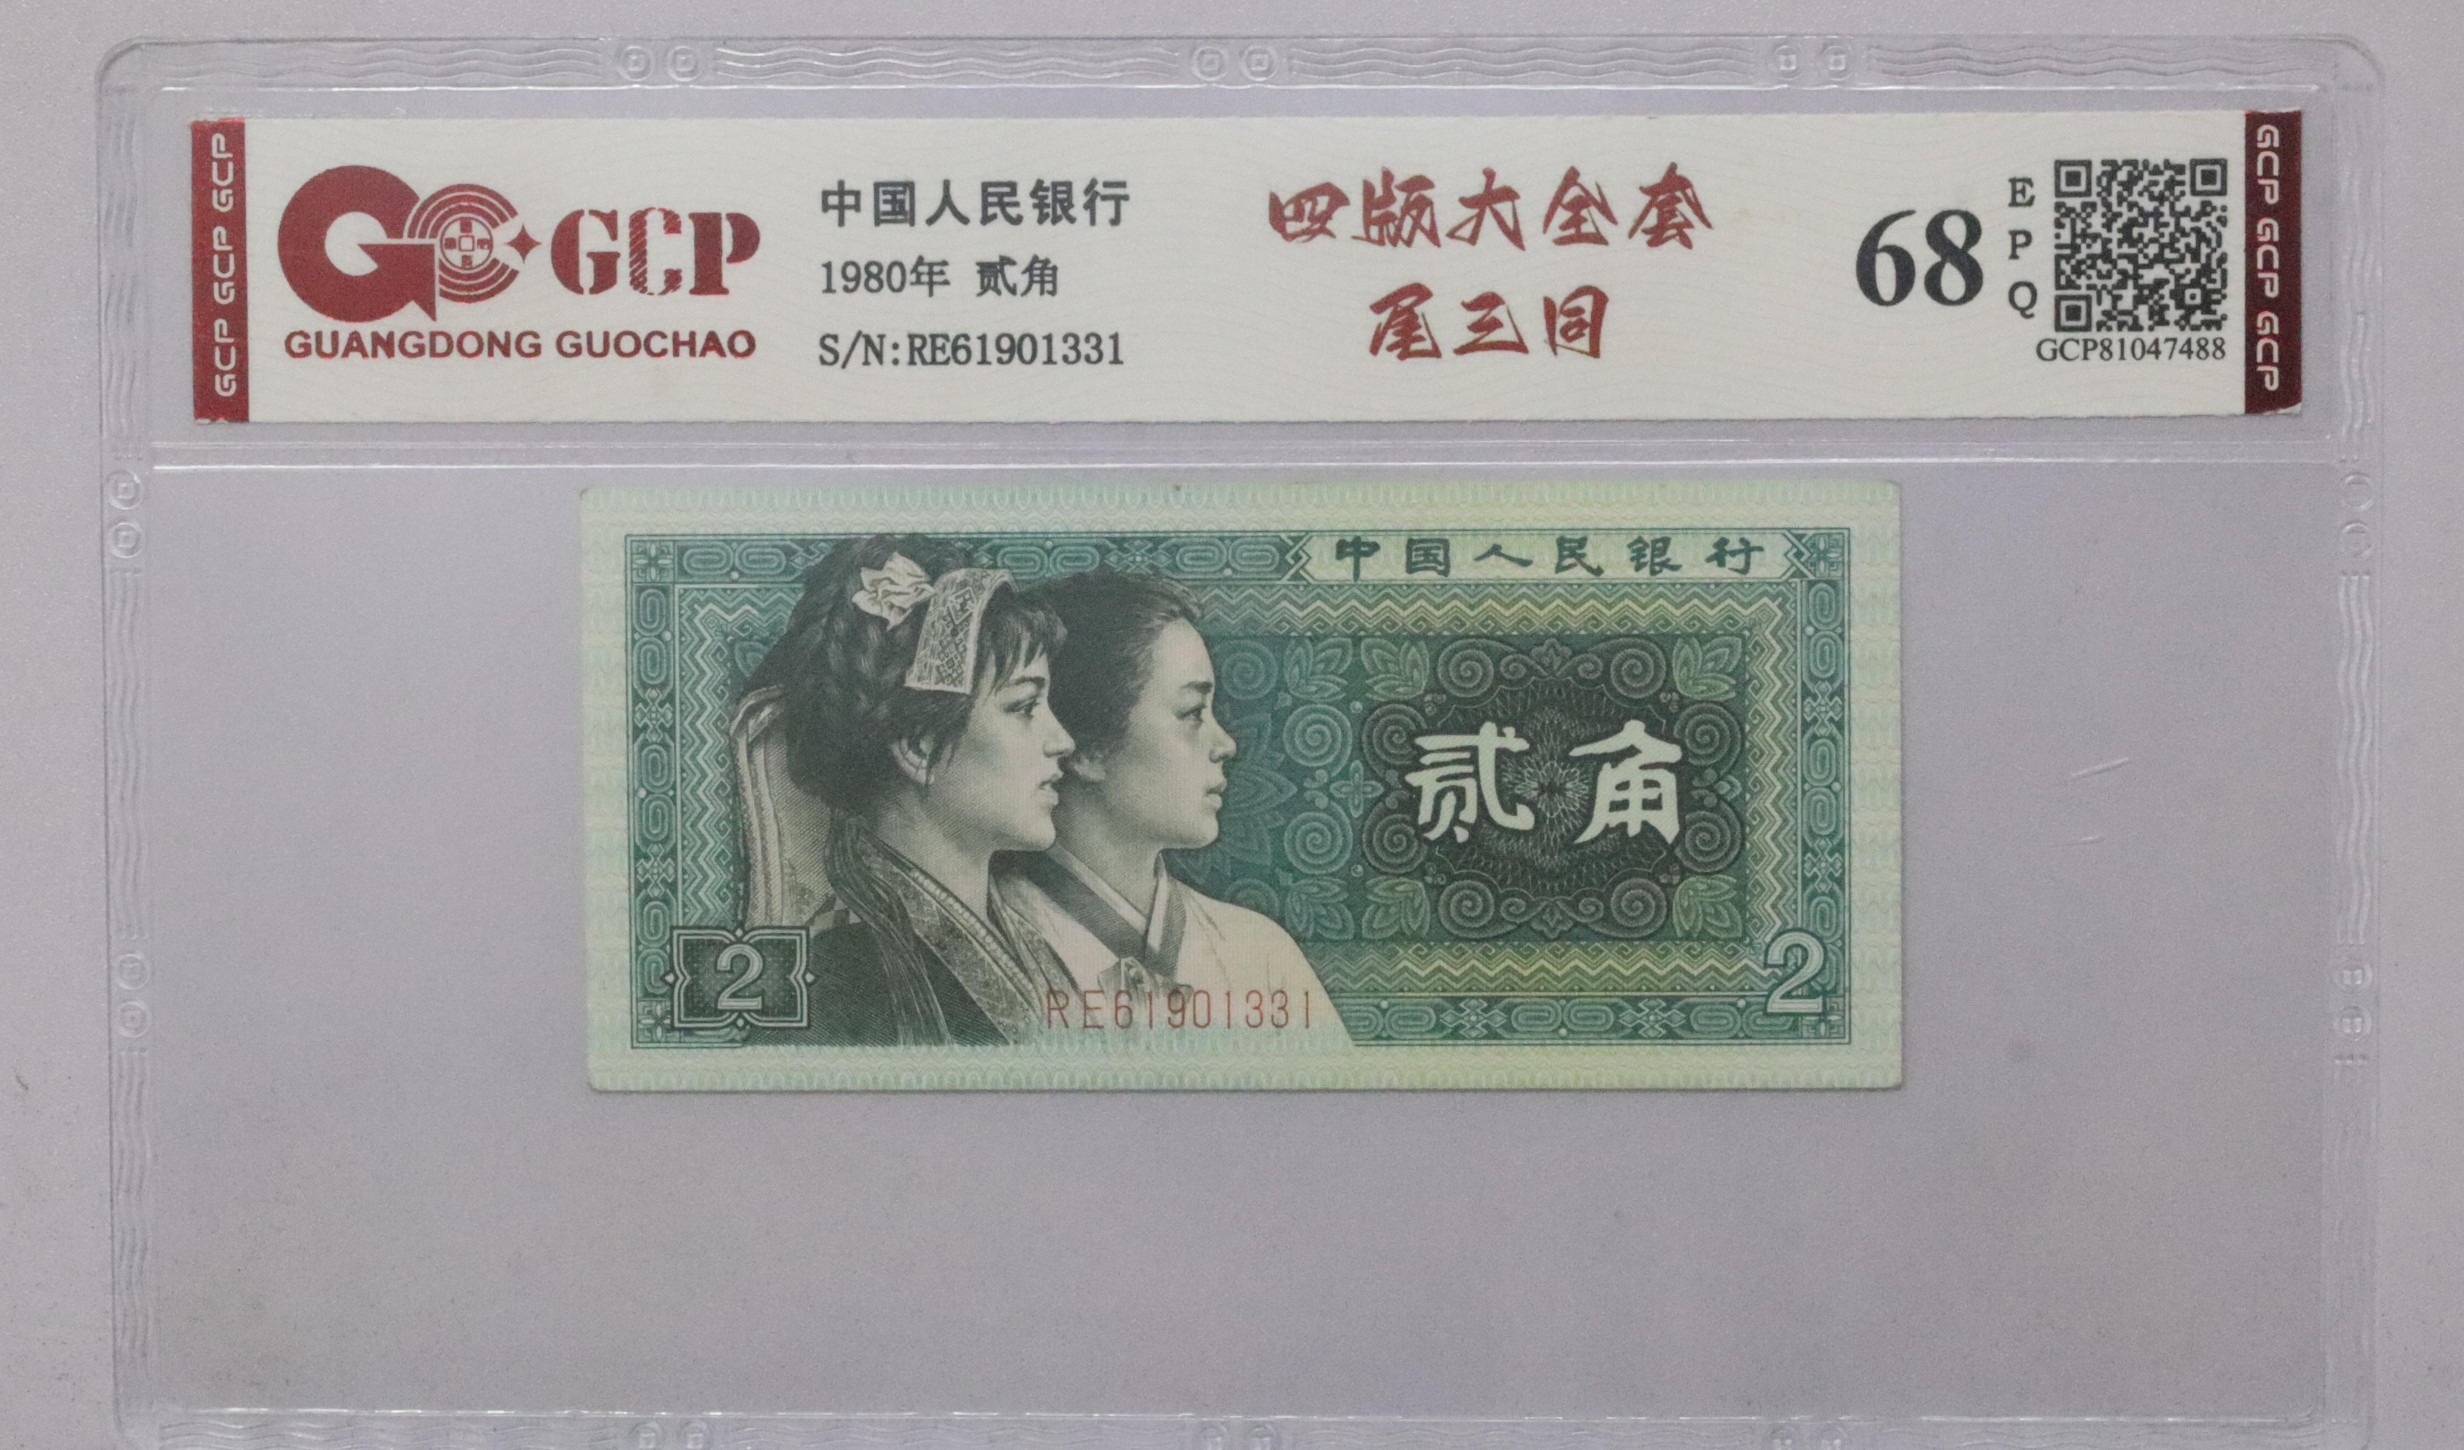 GCP GCP GCP
GCP
GUANGDONG GUOCHAO
中国人民银行
1980年 贰角
S/N:RE61901331
四版大全套
尾三同
68
EPQ
GCP81047488
GCP GCP GCP
中国人民银行
贰角
2
2
RE61901331